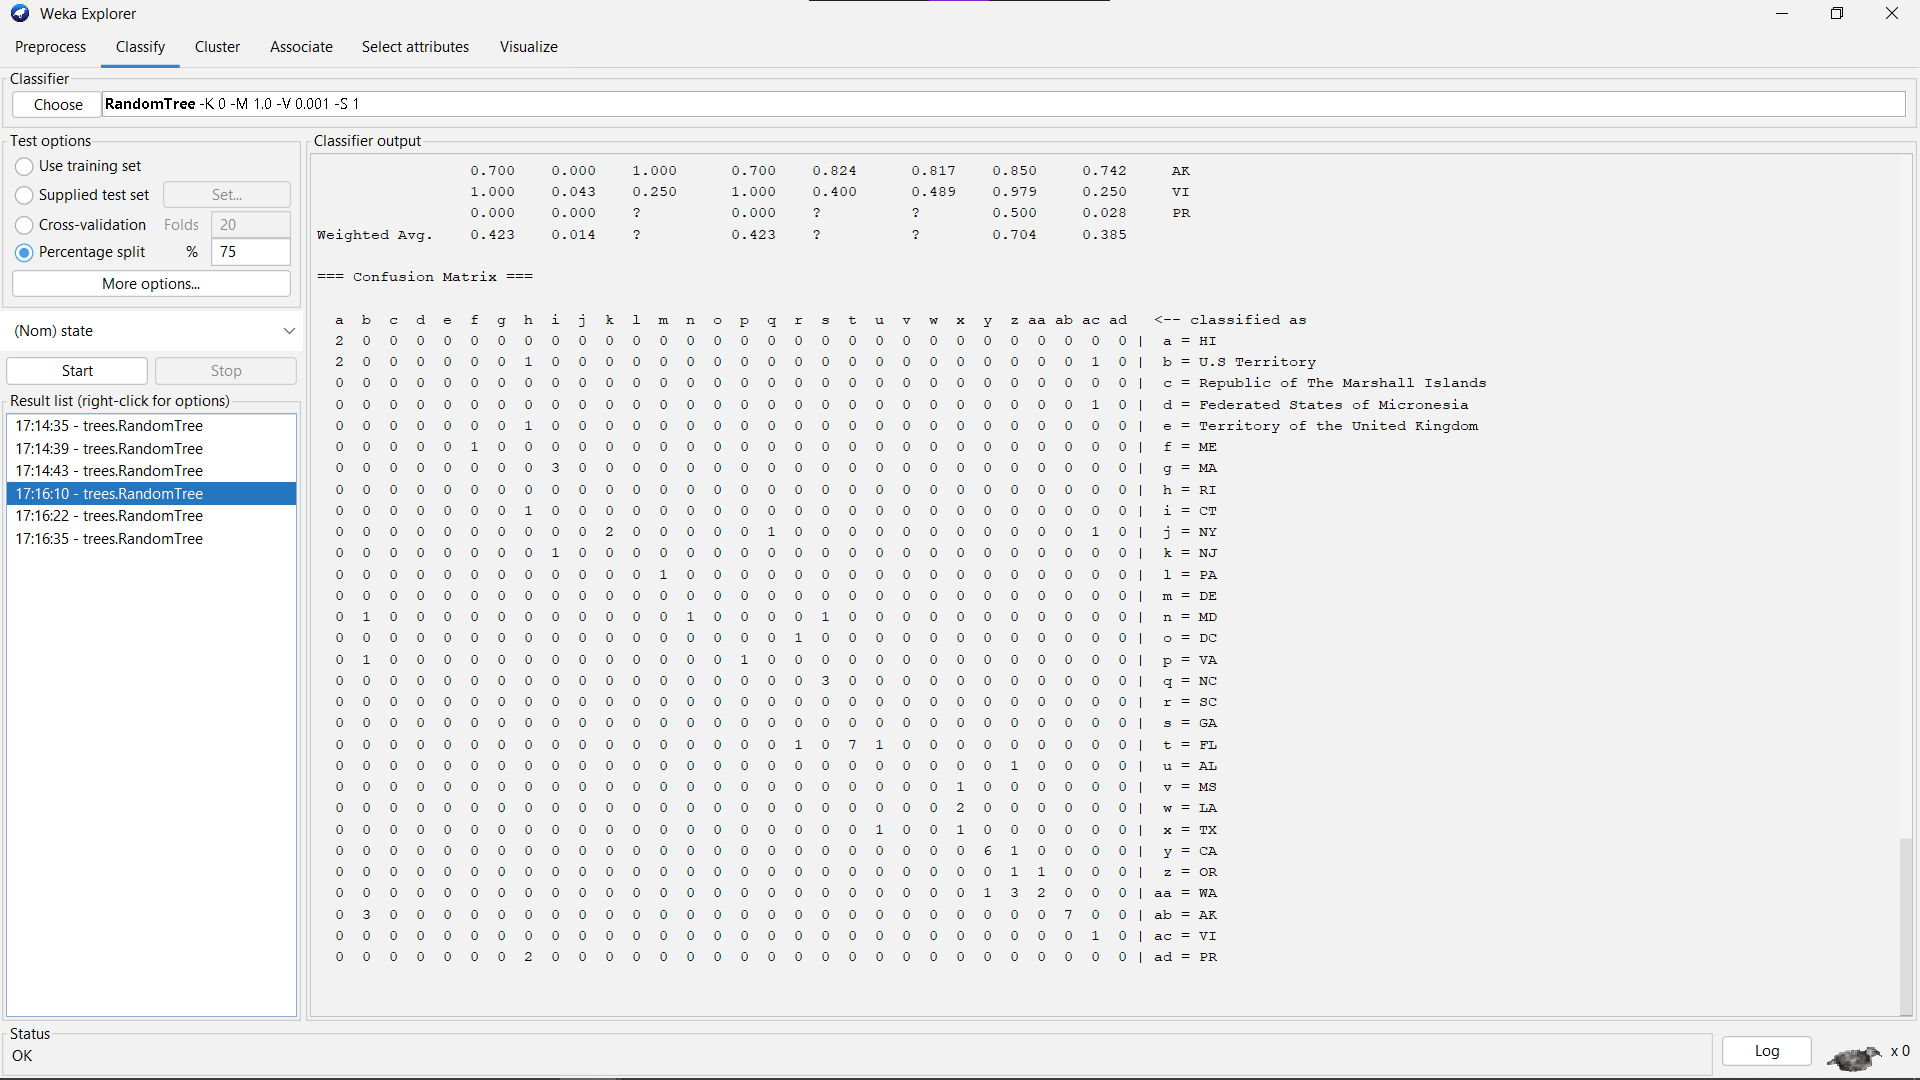 Weka Explorer
Preprocess Classify Cluster Associate Select attributes Visualize
Classifier
Choose RandomTree -K 0 -M 1.0 -V 0.001 -S 1
Test options
Use training set
Supplied test set Set...
Cross-validation Folds 20
Percentage split % 75
More options...
(Nom) state
Start Stop
Result list (right-click for options)
17:14:35 - trees.RandomTree
17:14:39 - trees.RandomTree
17:14:43 - trees.RandomTree
17:16:10 - trees.RandomTree
17:16:22 - trees.RandomTree
17:16:35 - trees.RandomTree
Classifier output
0.700 0.000 1.000 0.700 0.824 0.817 0.850 0.742 AK
1.000 0.043 0.250 1.000 0.400 0.489 0.979 0.250 VI
0.000 0.000 ? 0.000 ? ? 0.500 0.028 PR
Weighted Avg. 0.423 0.014 ? 0.423 ? ? 0.704 0.385
=== Confusion Matrix ===
a b c d e f g h i j k l m n o p q r s t u v w x y z aa ab ac ad <-- classified as
2 0 0 0 0 0 0 0 0 0 0 0 0 0 0 0 0 0 0 0 0 0 0 0 0 0 0 0 0 0 | a = HI
2 0 0 0 0 0 0 1 0 0 0 0 0 0 0 0 0 0 0 0 0 0 0 0 0 0 0 0 1 0 | b = U.S Territory
0 0 0 0 0 0 0 0 0 0 0 0 0 0 0 0 0 0 0 0 0 0 0 0 0 0 0 0 0 0 | c = Republic of The Marshall Islands
0 0 0 0 0 0 0 0 0 0 0 0 0 0 0 0 0 0 0 0 0 0 0 0 0 0 0 0 1 0 | d = Federated States of Micronesia
0 0 0 0 0 0 0 1 0 0 0 0 0 0 0 0 0 0 0 0 0 0 0 0 0 0 0 0 0 0 | e = Territory of the United Kingdom
0 0 0 0 0 1 0 0 0 0 0 0 0 0 0 0 0 0 0 0 0 0 0 0 0 0 0 0 0 0 | f = ME
0 0 0 0 0 0 0 0 3 0 0 0 0 0 0 0 0 0 0 0 0 0 0 0 0 0 0 0 0 0 | g = MA
0 0 0 0 0 0 0 0 0 0 0 0 0 0 0 0 0 0 0 0 0 0 0 0 0 0 0 0 0 0 | h = RI
0 0 0 0 0 0 0 1 0 0 0 0 0 0 0 0 0 0 0 0 0 0 0 0 0 0 0 0 0 0 | i = CT
0 0 0 0 0 0 0 0 0 0 2 0 0 0 0 0 1 0 0 0 0 0 0 0 0 0 0 0 1 0 | j = NY
0 0 0 0 0 0 0 0 1 0 0 0 0 0 0 0 0 0 0 0 0 0 0 0 0 0 0 0 0 0 | k = NJ
0 0 0 0 0 0 0 0 0 0 0 0 1 0 0 0 0 0 0 0 0 0 0 0 0 0 0 0 0 0 | l = PA
0 0 0 0 0 0 0 0 0 0 0 0 0 0 0 0 0 0 0 0 0 0 0 0 0 0 0 0 0 0 | m = DE
0 1 0 0 0 0 0 0 0 0 0 0 0 1 0 0 0 0 1 0 0 0 0 0 0 0 0 0 0 0 | n = MD
0 0 0 0 0 0 0 0 0 0 0 0 0 0 0 0 0 1 0 0 0 0 0 0 0 0 0 0 0 0 | o = DC
0 1 0 0 0 0 0 0 0 0 0 0 0 0 0 1 0 0 0 0 0 0 0 0 0 0 0 0 0 0 | p = VA
0 0 0 0 0 0 0 0 0 0 0 0 0 0 0 0 0 0 3 0 0 0 0 0 0 0 0 0 0 0 | q = NC
0 0 0 0 0 0 0 0 0 0 0 0 0 0 0 0 0 0 0 0 0 0 0 0 0 0 0 0 0 0 | r = SC
0 0 0 0 0 0 0 0 0 0 0 0 0 0 0 0 0 0 0 0 0 0 0 0 0 0 0 0 0 0 | s = GA
0 0 0 0 0 0 0 0 0 0 0 0 0 0 0 0 0 1 0 7 1 0 0 0 0 0 0 0 0 0 | t = FL
0 0 0 0 0 0 0 0 0 0 0 0 0 0 0 0 0 0 0 0 0 0 0 0 0 1 0 0 0 0 | u = AL
0 0 0 0 0 0 0 0 0 0 0 0 0 0 0 0 0 0 0 0 0 0 0 1 0 0 0 0 0 0 | v = MS
0 0 0 0 0 0 0 0 0 0 0 0 0 0 0 0 0 0 0 0 0 0 0 2 0 0 0 0 0 0 | w = LA
0 0 0 0 0 0 0 0 0 0 0 0 0 0 0 0 0 0 0 0 1 0 0 1 0 0 0 0 0 0 | x = TX
0 0 0 0 0 0 0 0 0 0 0 0 0 0 0 0 0 0 0 0 0 0 0 0 6 1 0 0 0 0 | y = CA
0 0 0 0 0 0 0 0 0 0 0 0 0 0 0 0 0 0 0 0 0 0 0 0 0 1 1 0 0 0 | z = OR
0 0 0 0 0 0 0 0 0 0 0 0 0 0 0 0 0 0 0 0 0 0 0 0 1 3 2 0 0 0 | aa = WA
0 3 0 0 0 0 0 0 0 0 0 0 0 0 0 0 0 0 0 0 0 0 0 0 0 0 0 7 0 0 | ab = AK
0 0 0 0 0 0 0 0 0 0 0 0 0 0 0 0 0 0 0 0 0 0 0 0 0 0 0 0 1 0 | ac = VI
0 0 0 0 0 0 0 2 0 0 0 0 0 0 0 0 0 0 0 0 0 0 0 0 0 0 0 0 0 0 | ad = PR
Status
OK
Log x 0